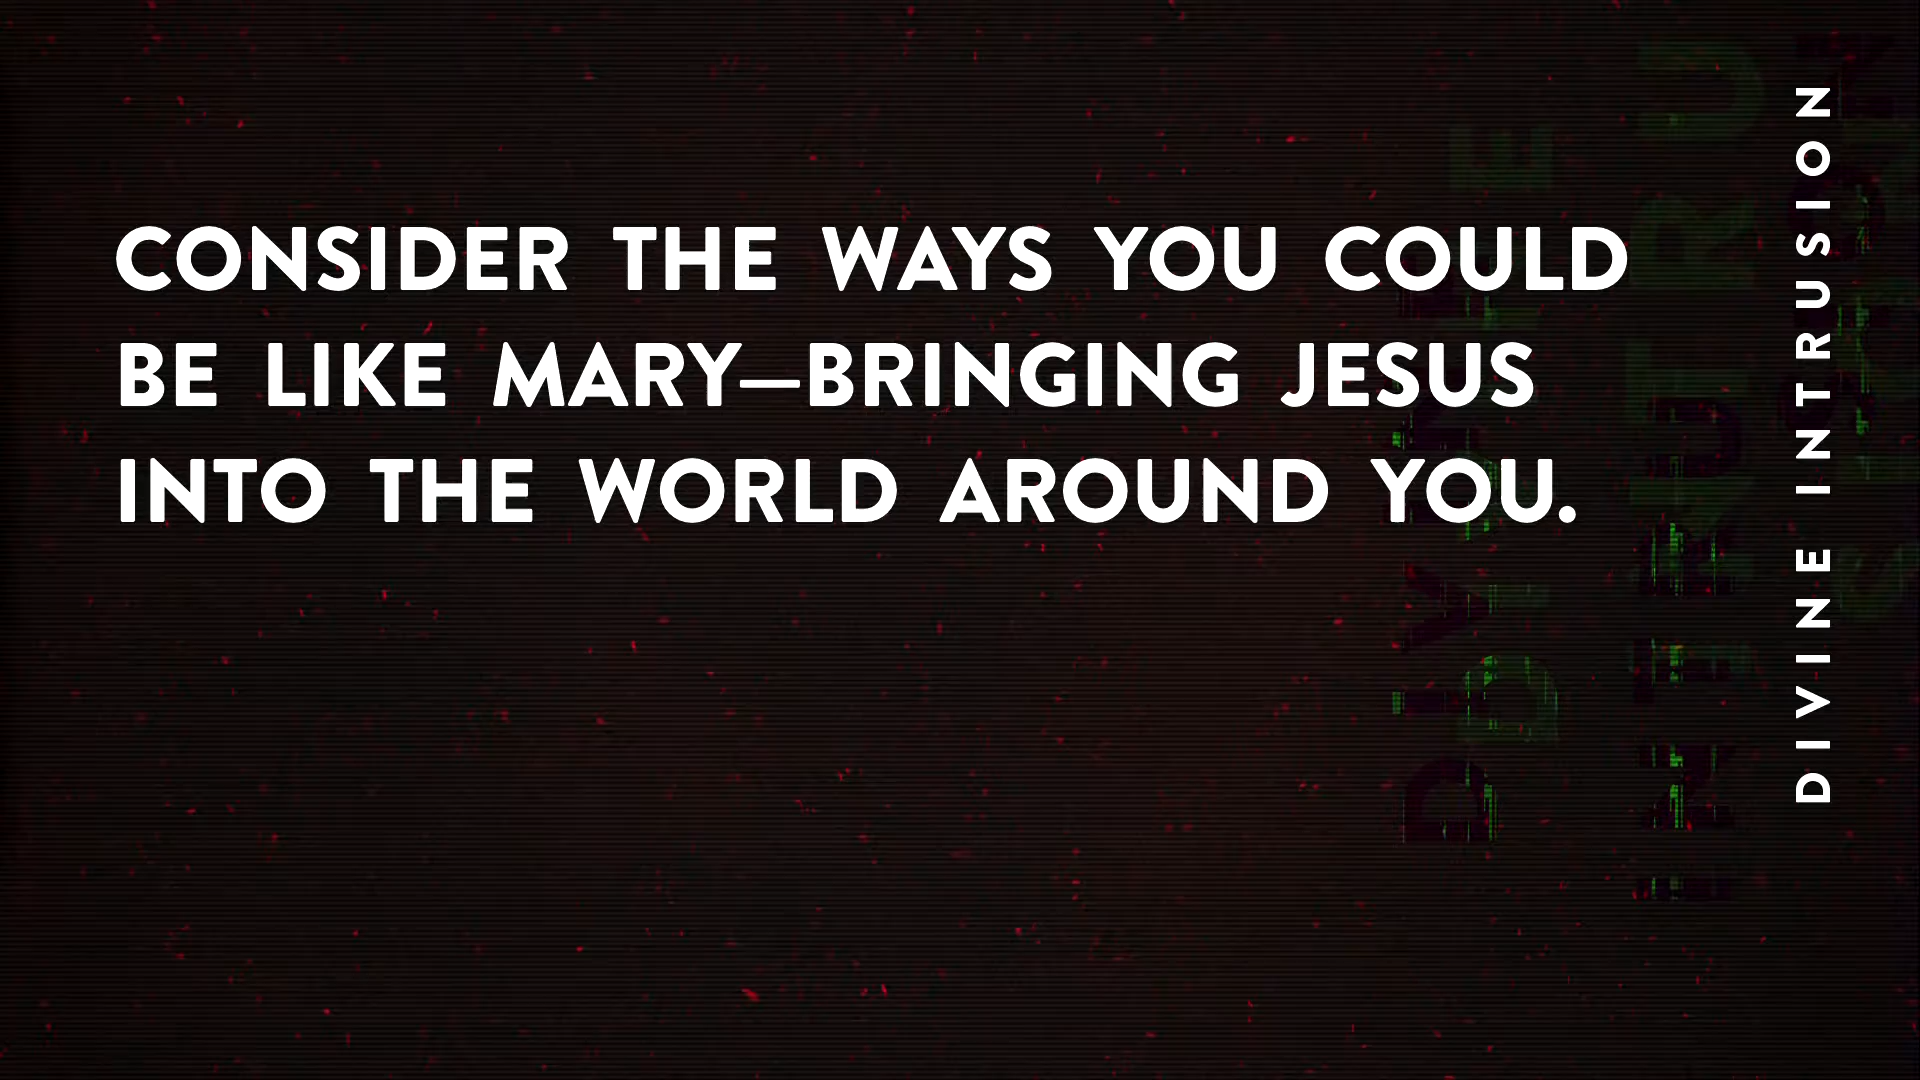 CONSIDER THE WAYS YOU COULD
BE LIKE MARY—BRINGING JESUS
INTO THE WORLD AROUND YOU.
DIVINE INTRUSION